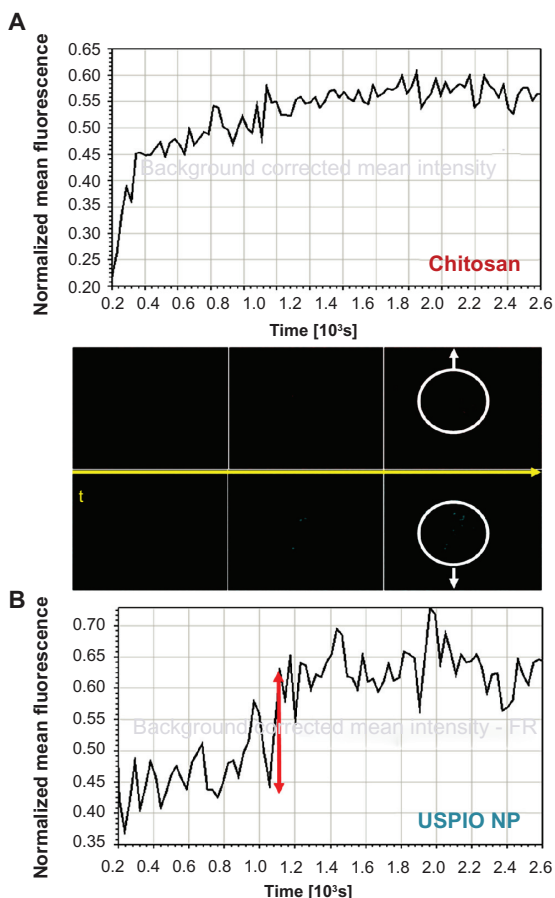 A
Normalized mean fluorescence
0.65
0.60
0.55
0.50
0.45
0.40
0.35
0.30
0.25
0.20
Background corrected mean intensity
Chitosan
0.2 0.4 0.6 0.8 1.0 1.2 1.4 1.6 1.8 2.0 2.2 2.4 2.6
Time [10³s]
t
B
Normalized mean fluorescence
0.70
0.65
0.60
0.55
0.50
0.45
0.40
0.35
Background corrected mean intensity - FR
USPIO NP
0.2 0.4 0.6 0.8 1.0 1.2 1.4 1.6 1.8 2.0 2.2 2.4 2.6
Time [10³s]